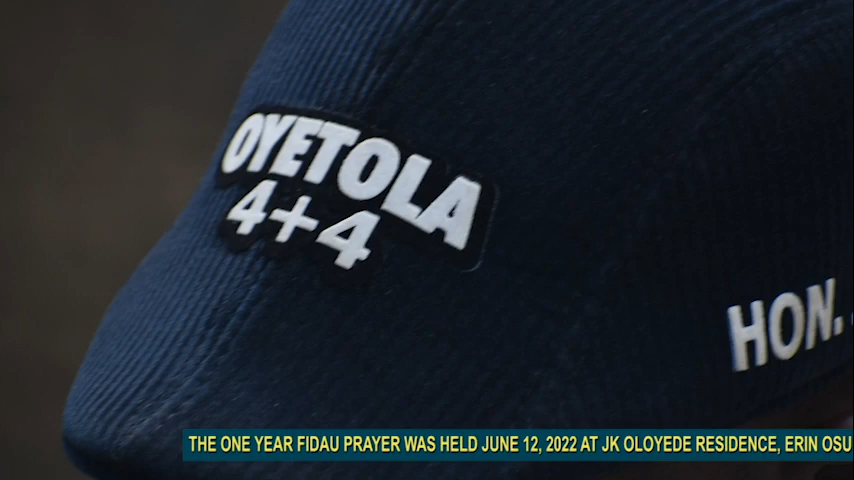 OYETOLA
4+4
HON.
THE ONE YEAR FIDAU PRAYER WAS HELD JUNE 12, 2022 AT JK OLOYEDE RESIDENCE, ERIN OSU